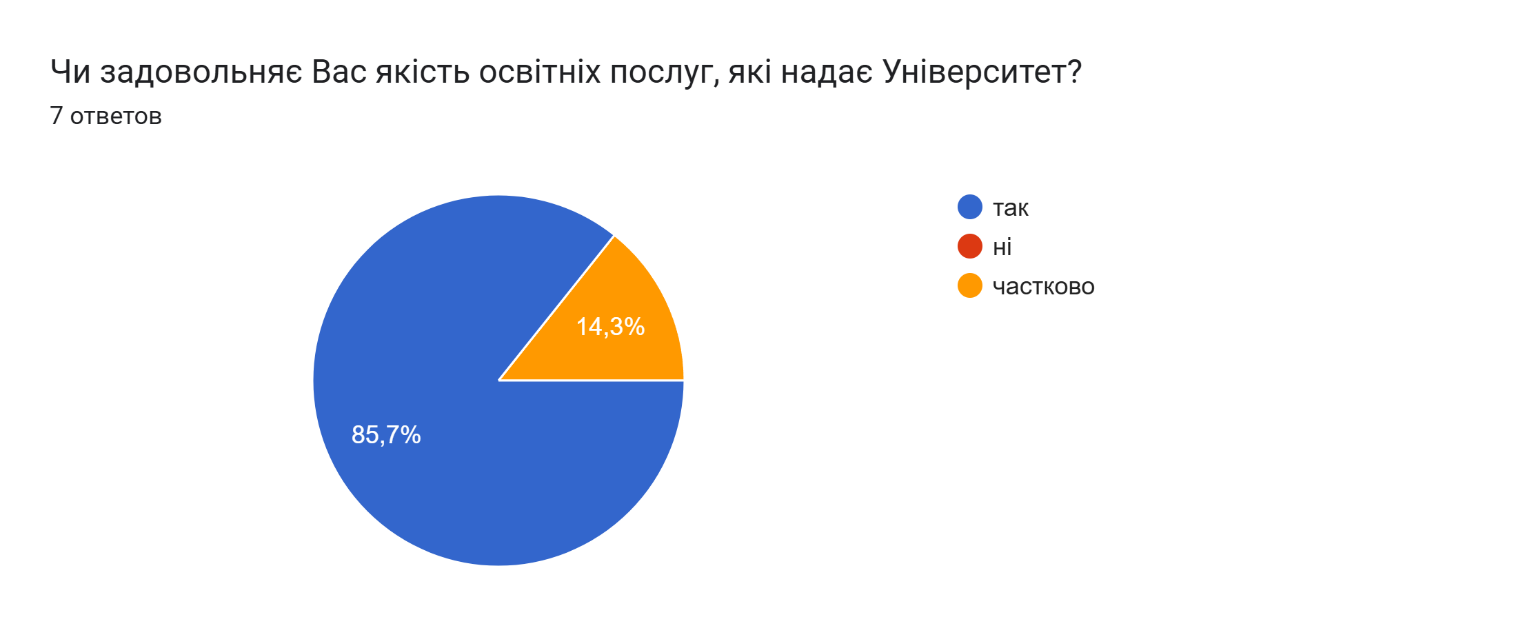 Чи задовольняє Вас якість освітніх послуг, які надає Університет?
7 ответов
так
ні
частково
14,3%
85,7%